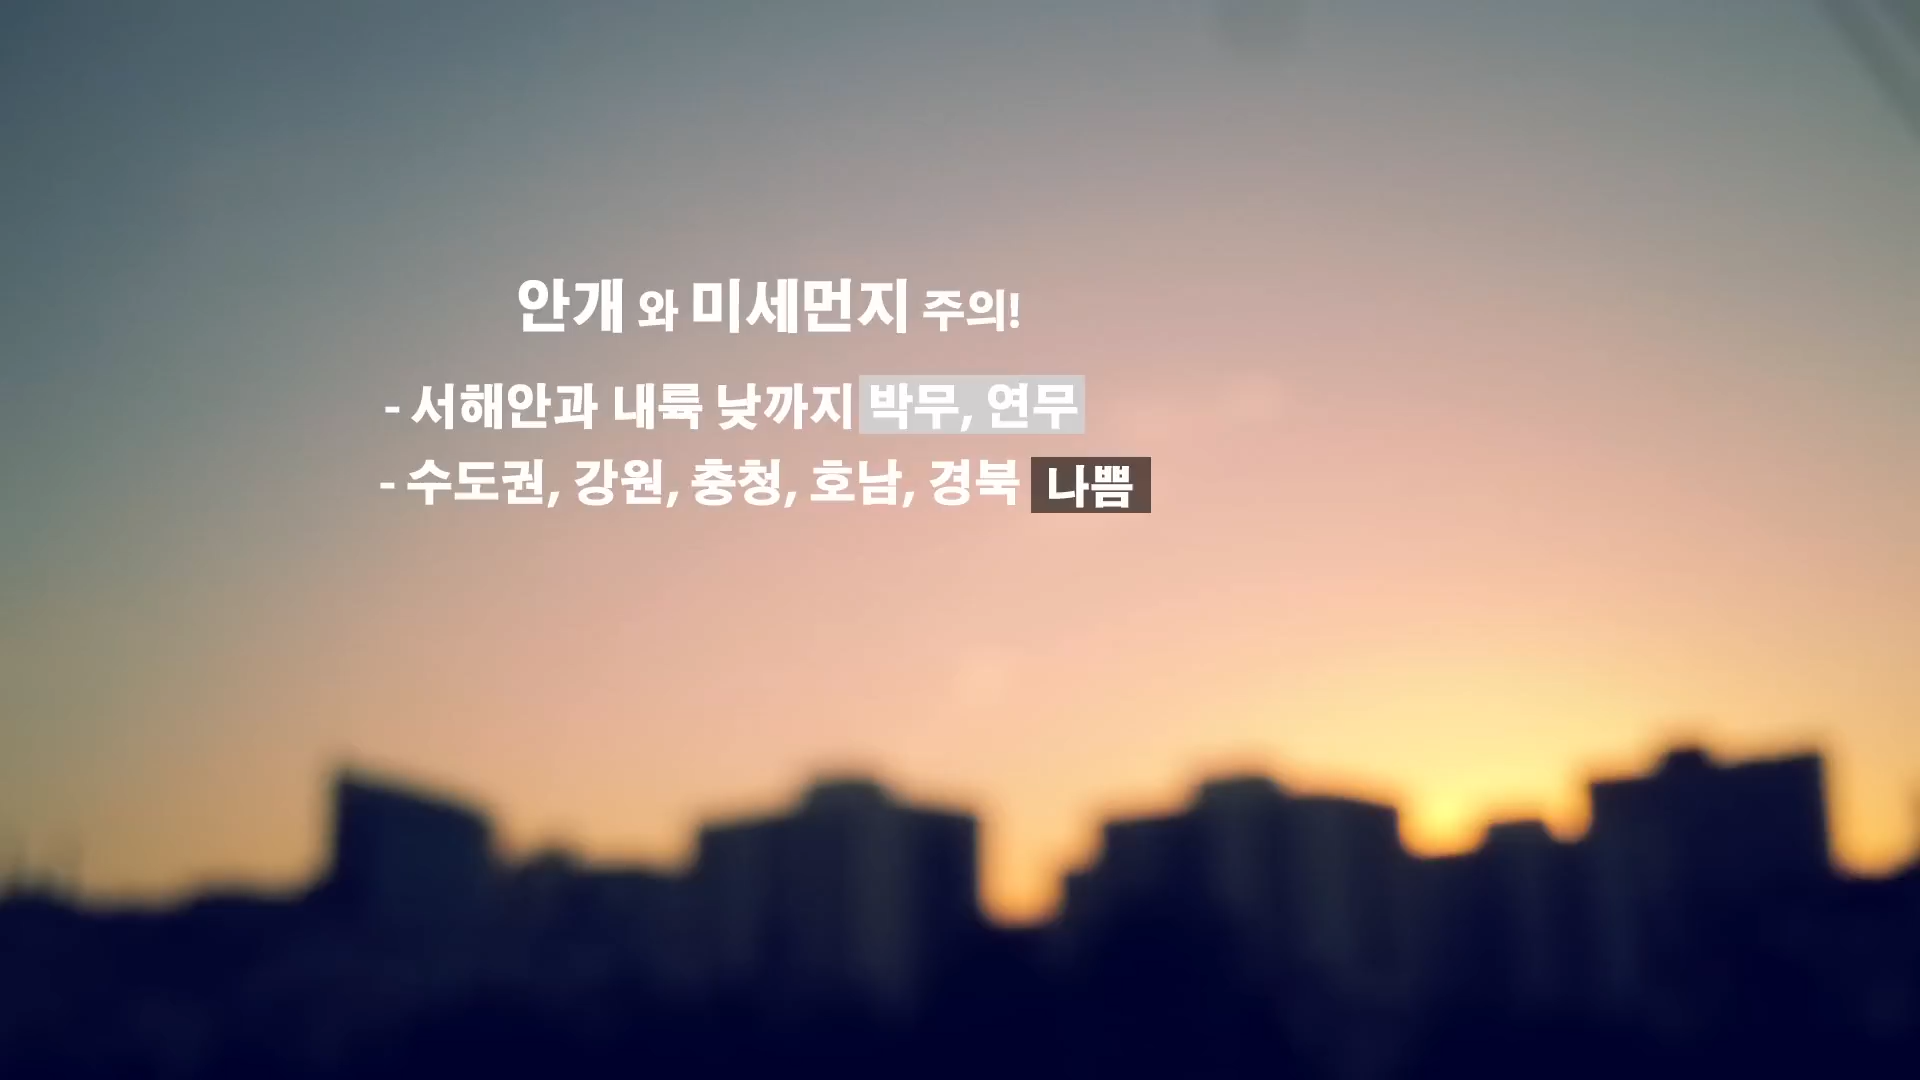 안개 와 미세먼지 주의!
- 서해안과 내륙 낮까지 박무, 연무
- 수도권, 강원, 충청, 호남, 경북 나쁨